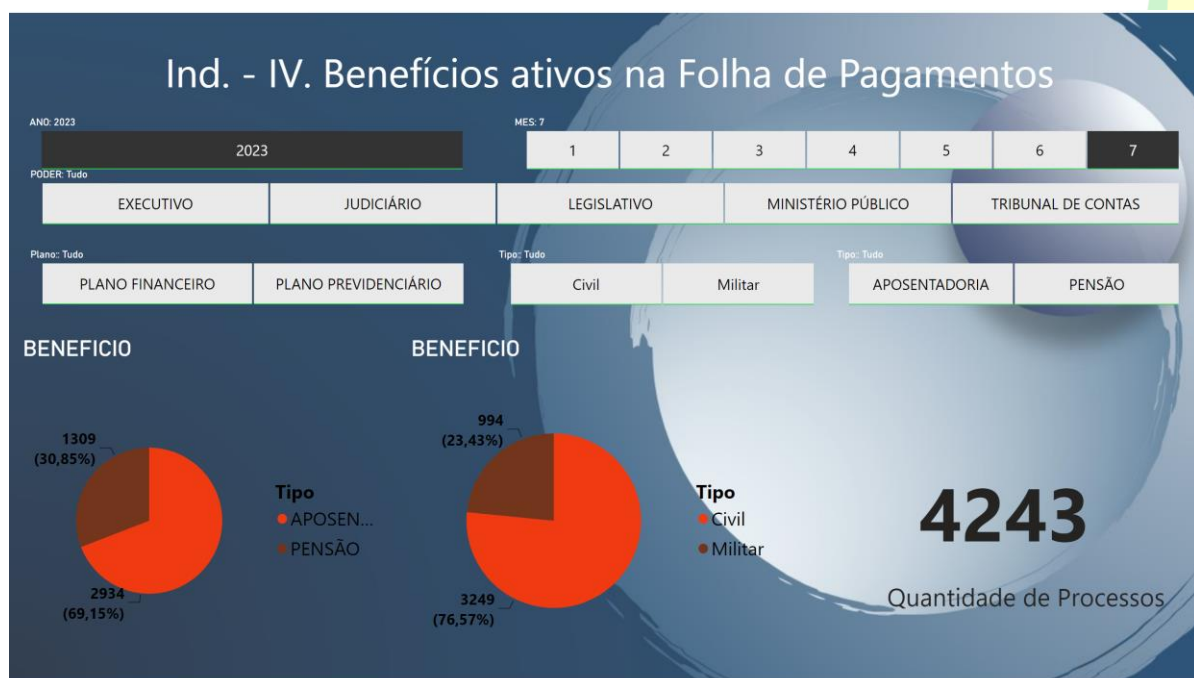 Ind. - IV. Benefícios ativos na Folha de Pagamentos
ANO: 2023
MES: 7
2023
1 2 3 4 5 6 7
PODER: Tudo
EXECUTIVO JUDICIÁRIO LEGISLATIVO MINISTÉRIO PÚBLICO TRIBUNAL DE CONTAS
Plano:: Tudo
Tipo:: Tudo
Tipo:: Tudo
PLANO FINANCEIRO PLANO PREVIDENCIÁRIO Civil Militar APOSENTADORIA PENSÃO
BENEFICIO
1309
(30,85%)
2934
(69,15%)
Tipo
APOSEN...
PENSÃO
BENEFICIO
994
(23,43%)
3249
(76,57%)
Tipo
Civil
Militar
4243
Quantidade de Processos